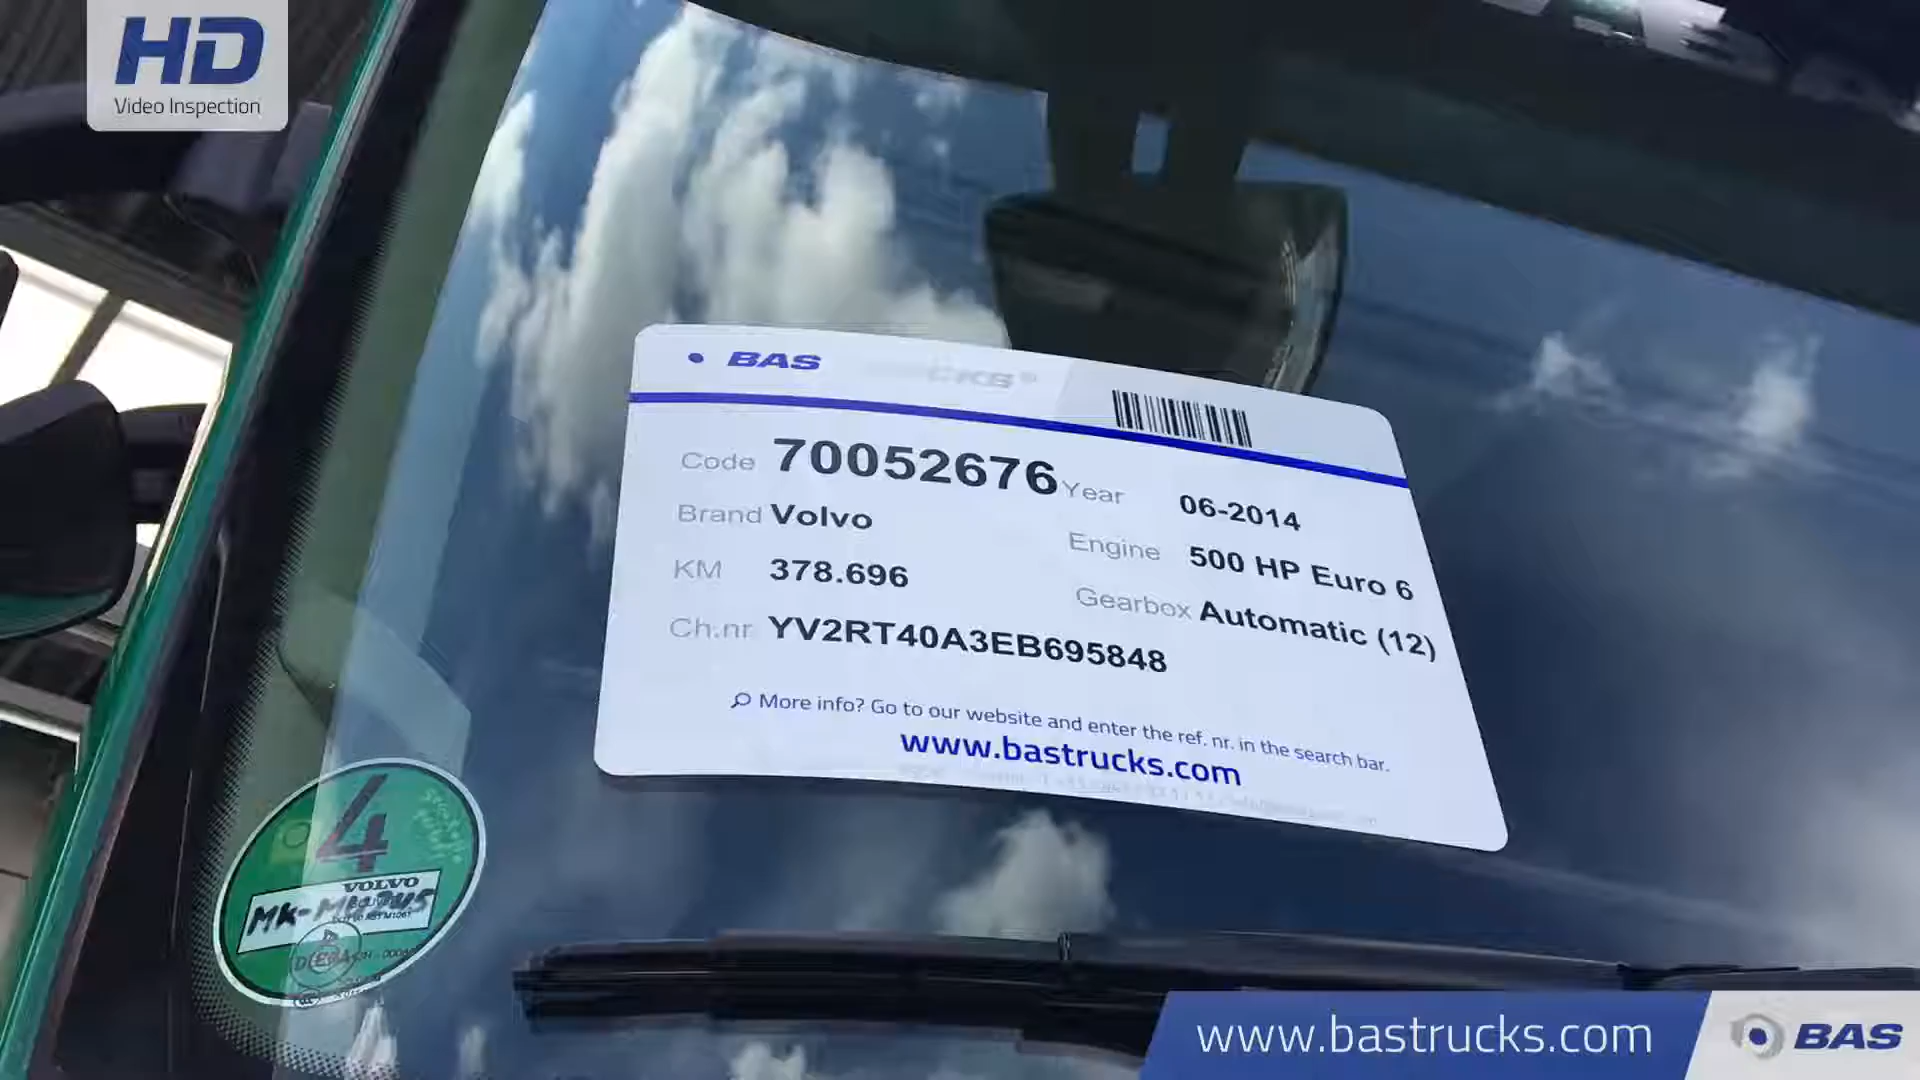 HD
Video Inspection
BAS
Code 70052676
Year 06-2014
Brand Volvo
Engine 500 HP Euro 6
KM 378.696
Gearbox Automatic (12)
Ch.nr YV2RT40A3EB695848
More info? Go to our website and enter the ref. nr. in the search bar.
www.bastrucks.com
4
VOLVO
www.bastrucks.com
BAS